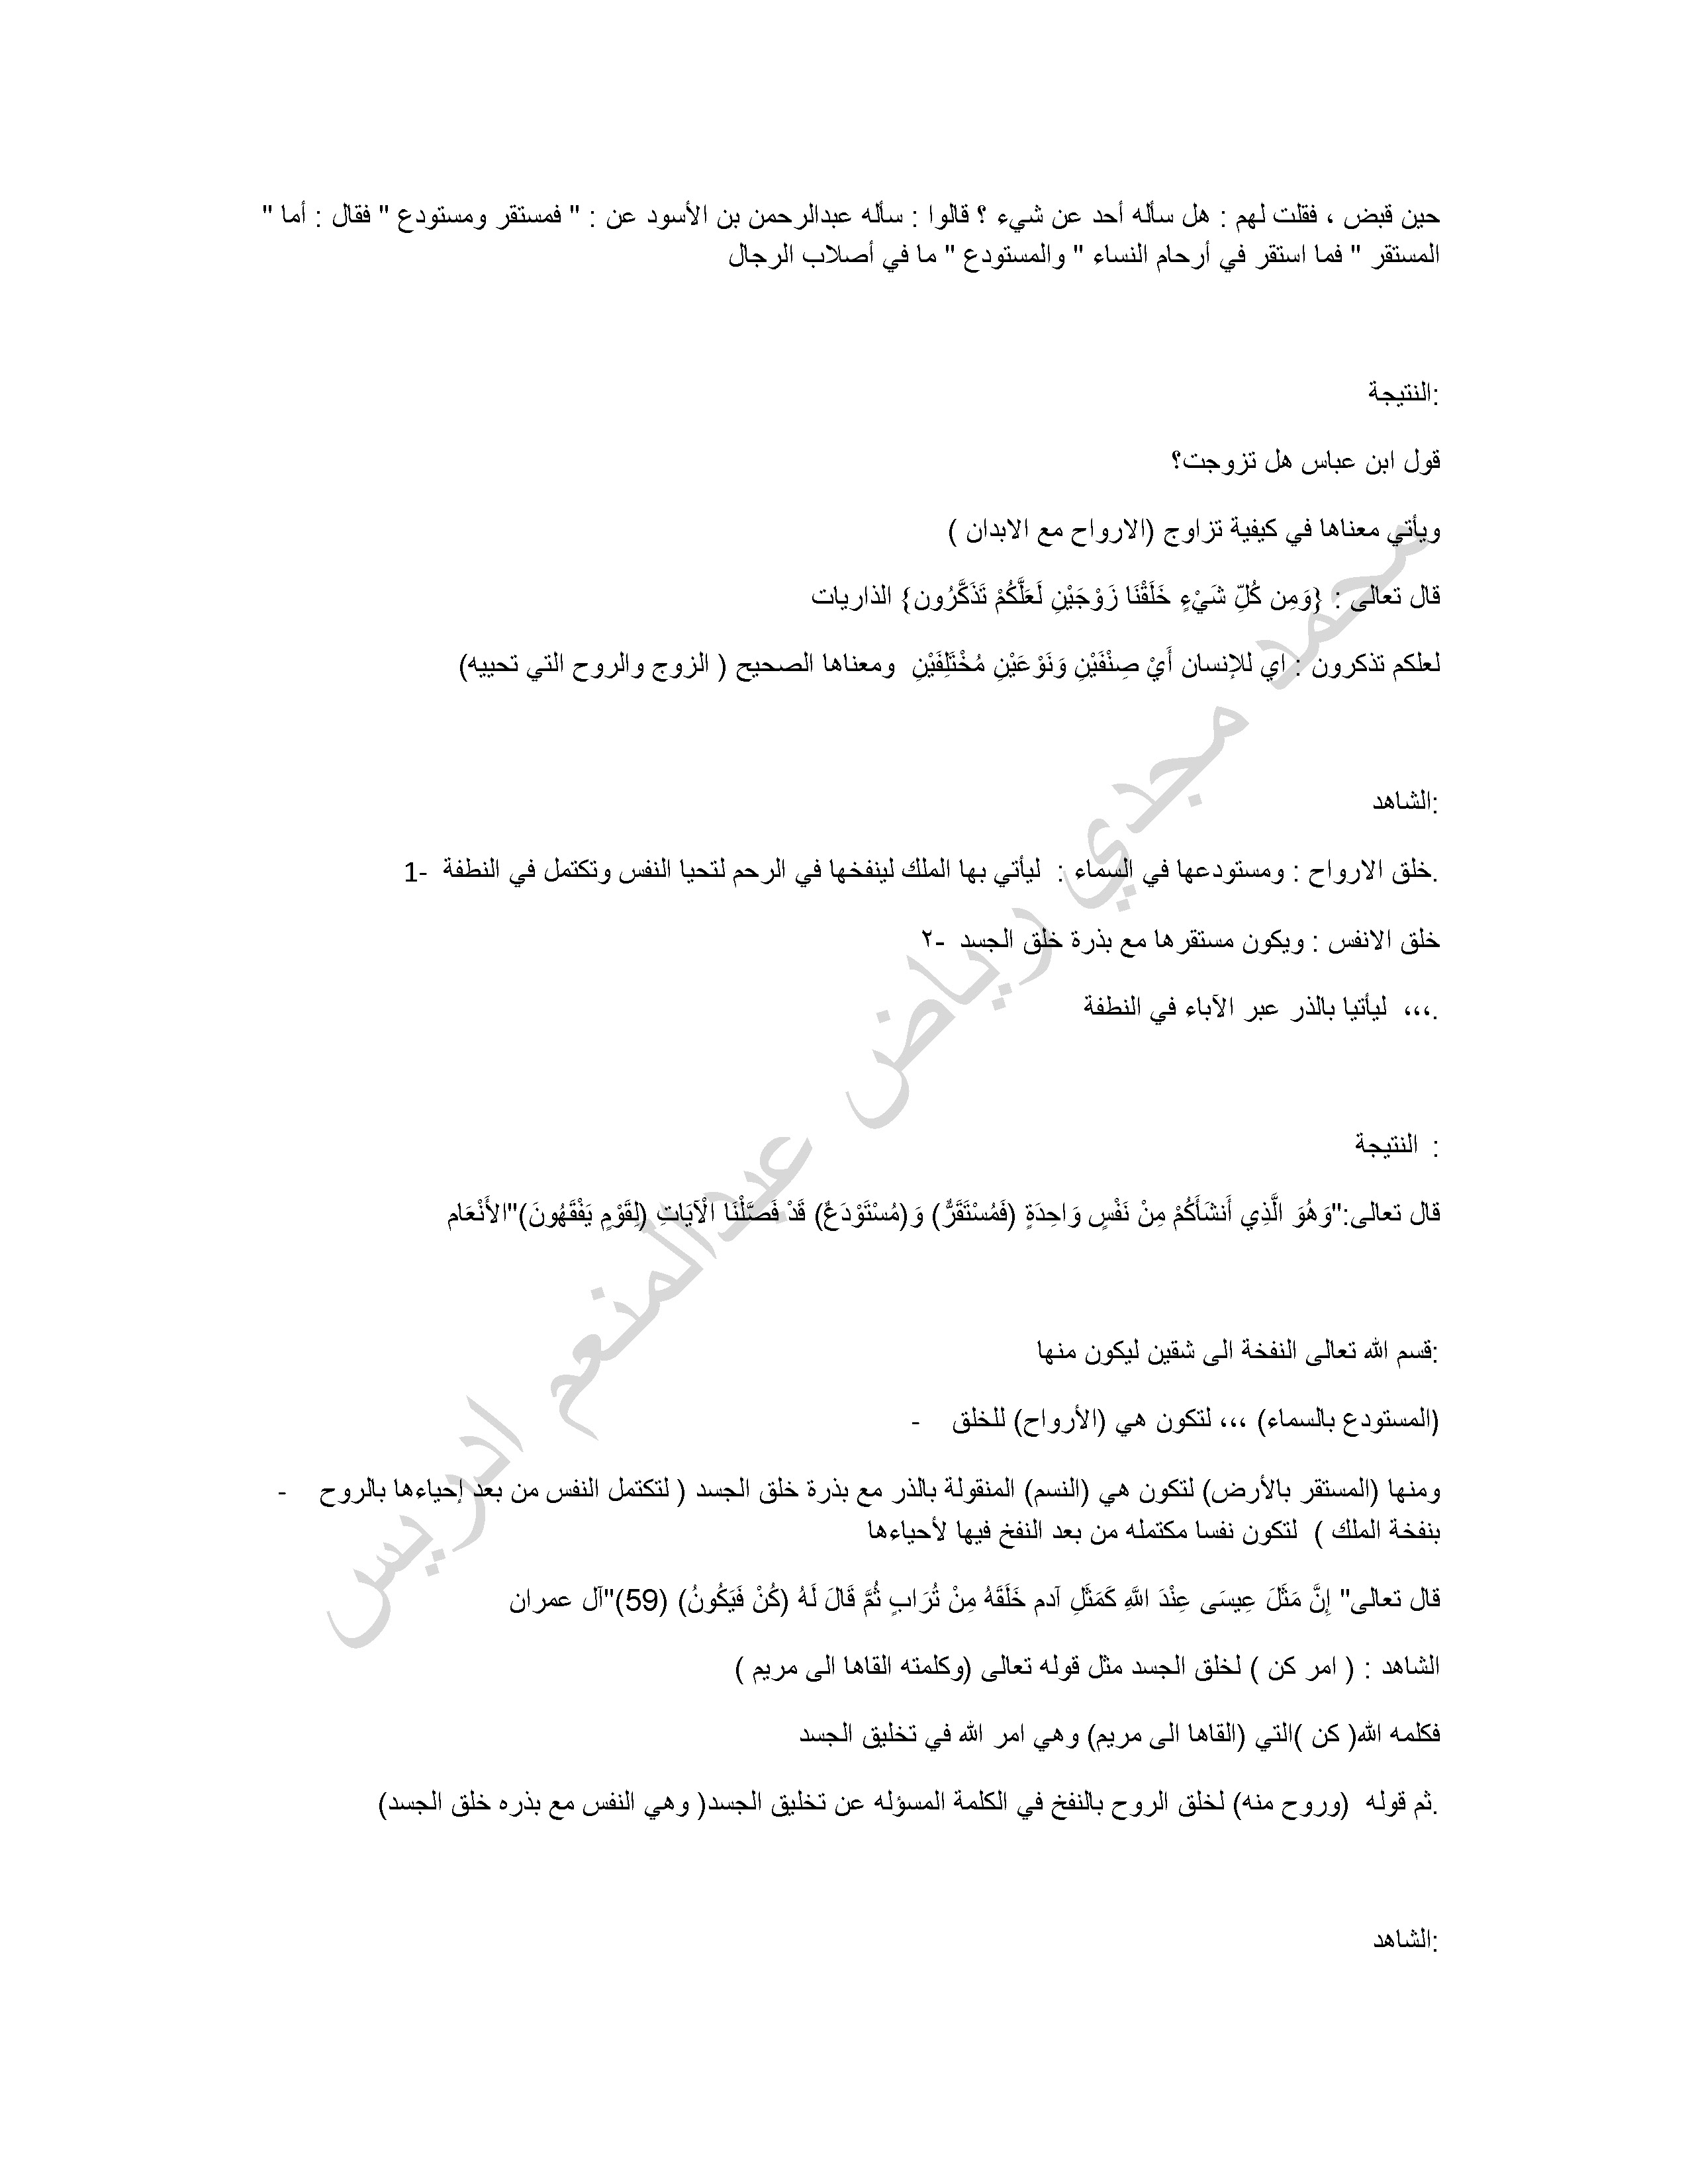 حين قبض ، فقلت لهم : هل سأله أحد عن شيء ؟ قالوا : سأله عبدالرحمن بن الأسود عن : " فمستقر ومستودع " فقال : أما "
المستقر " فما استقر في أرحام النساء " والمستودع " ما في أصلاب الرجال
:النتيجة
قول ابن عباس هل تزوجت؟
ويأتي معناها في كيفية تزاوج (الارواح مع الابدان )
قال تعالى : {وَمِن كُلِّ شَيْءٍ خَلَقْنَا زَوْجَيْنِ لَعَلَّكُمْ تَذَكَّرُون} الذاريات
لعلكم تذكرون : اي للإنسان أَيْ صِنْفَيْنِ وَنَوْعَيْنِ مُخْتَلِفَيْنِ ومعناها الصحيح ( الزوج والروح التي تحييه)
:الشاهد
.خلق الارواح : ومستودعها في السماء : ليأتي بها الملك لينفخها في الرحم لتحيا النفس وتكتمل في النطفة -1
خلق الانفس : ويكون مستقرها مع بذرة خلق الجسد -٢
.،،، ليأتيا بالذر عبر الآباء في النطفة
: النتيجة
قال تعالى:"وَهُوَ الَّذِي أَنشَأَكُمْ مِنْ نَفْسٍ وَاحِدَةٍ (فَمُسْتَقَرٌّ) وَ(مُسْتَوْدَعٌ) قَدْ فَصَّلْنَا الْآيَاتِ (لِقَوْمٍ يَفْقَهُونَ)"الأَنْعَام
:قسم الله تعالى النفخة الى شقين ليكون منها
(المستودع بالسماء) ،،، لتكون هي (الأرواح) للخلق -
ومنها (المستقر بالأرض) لتكون هي (النسم) المنقولة بالذر مع بذرة خلق الجسد ( لتكتمل النفس من بعد إحياءها بالروح -
بنفخة الملك ) لتكون نفسا مكتمله من بعد النفخ فيها لأحياءها
قال تعالى" إِنَّ مَثَلَ عِيسَى عِنْدَ اللَّهِ كَمَثَلِ آدم خَلَقَهُ مِنْ تُرَابٍ ثُمَّ قَالَ لَهُ (كُنْ فَيَكُونُ) (59)"آل عمران
الشاهد : ( امر كن ) لخلق الجسد مثل قوله تعالى (وكلمته القاها الى مريم )
فكلمه الله( كن )التي (القاها الى مريم) وهي امر الله في تخليق الجسد
.ثم قوله (وروح منه) لخلق الروح بالنفخ في الكلمة المسؤله عن تخليق الجسد( وهي النفس مع بذره خلق الجسد)
:الشاهد
محمد مجدي رياض عبدالمنعم الريس